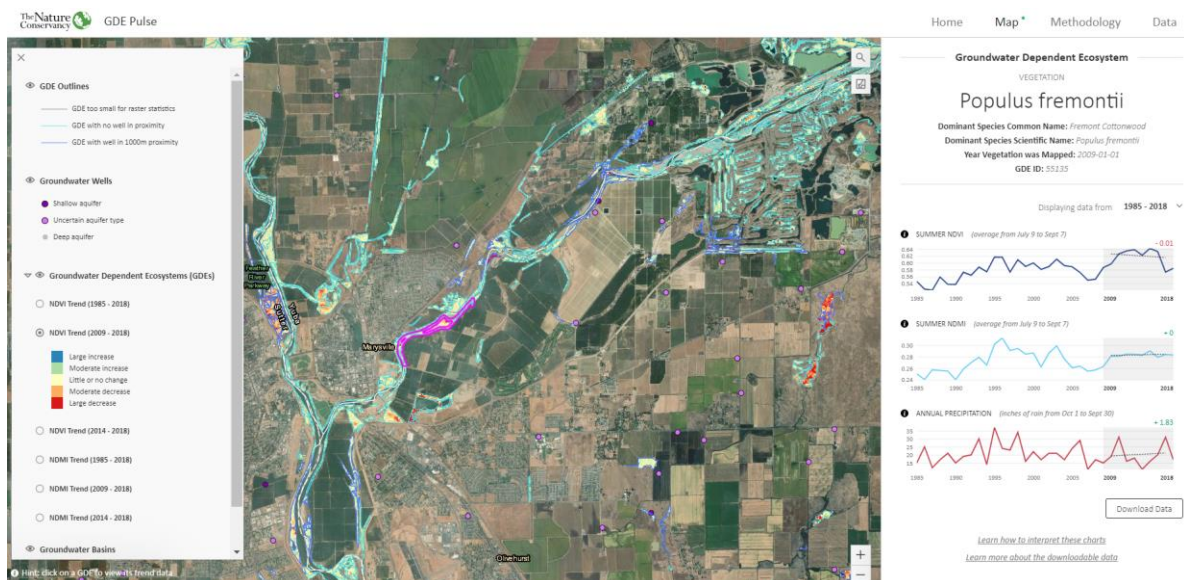 The Nature
Conservancy
GDE Pulse
Home
Map
Methodology
Data
GDE Outlines
GDE too small for raster statistics
GDE with no well in proximity
GDE with well in 1000m proximity
Groundwater Wells
Shallow aquifer
Uncertain aquifer type
Deep aquifer
Groundwater Dependent Ecosystems (GDEs)
NDVI Trend (1985 - 2018)
NDVI Trend (2009 - 2018)
Large increase
Moderate increase
Little or no change
Moderate decrease
Large decrease
NDVI Trend (2014 - 2018)
NDMI Trend (1985 - 2018)
NDMI Trend (2009 - 2018)
NDMI Trend (2014 - 2018)
Groundwater Basins
Hint: click on a GDE to view its trend data
Yuba
Marysville
Olivehurst
Groundwater Dependent Ecosystem
VEGETATION
Populus fremontii
Dominant Species Common Name: Fremont Cottonwood
Dominant Species Scientific Name: Populus fremontii
Year Vegetation was Mapped: 2009-01-01
GDE ID: 55135
Displaying data from 1985 - 2018
SUMMER NDVI (average from July 9 to Sept 7)
- 0.01
0.64
0.62
0.60
0.58
0.56
0.54
1985 1990 1995 2000 2005 2009 2018
SUMMER NDMI (average from July 9 to Sept 7)
+ 0
0.30
0.28
0.26
0.24
1985 1990 1995 2000 2005 2009 2018
ANNUAL PRECIPITATION (inches of rain from Oct 1 to Sept 30)
+ 1.83
35
30
25
20
15
1985 1990 1995 2000 2005 2009 2018
Download Data
Learn how to interpret these charts
Learn more about the downloadable data